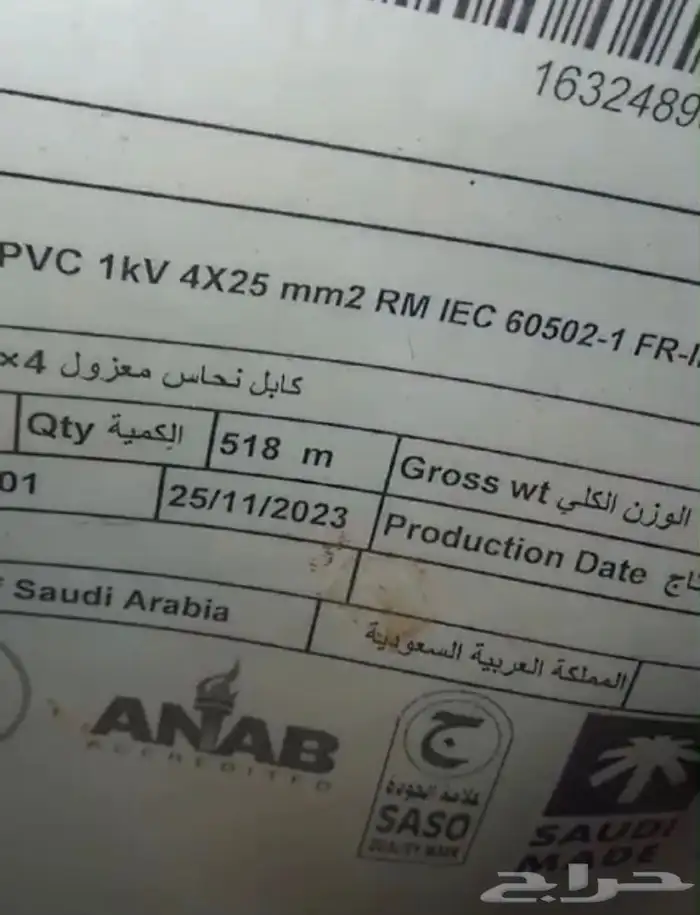 1632489
PVC 1kV 4X25 mm2 RM IEC 60502-1 FR-
كابل نحاس معزول 4×
Qty الكمية 518 m Gross wt الوزن الكلي
01 25/11/2023 Production Date
Saudi Arabia المملكة العربية السعودية
ANAB
ACCREDITED
علامة الجودة
SASO
QUALITY MARK
SAUDI
MADE
حراج